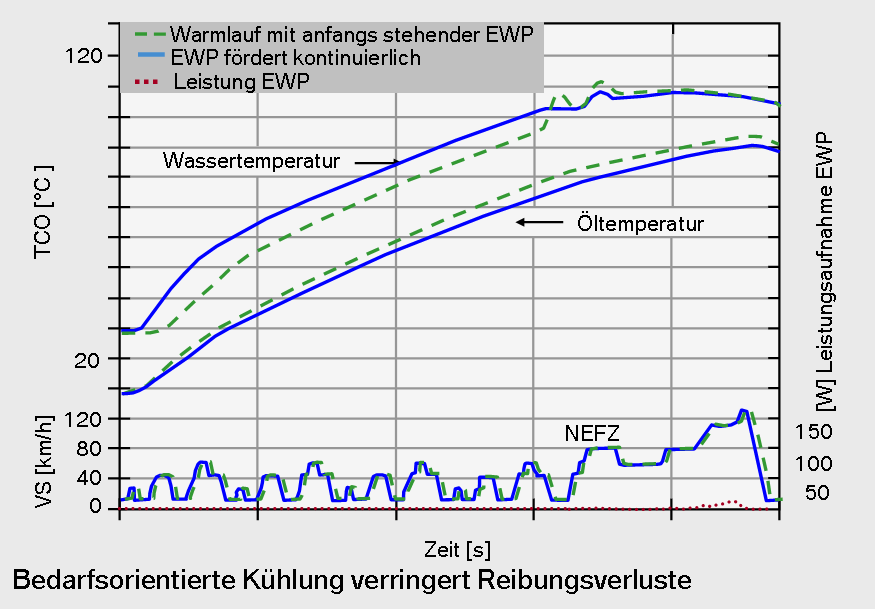 Warmlauf mit anfangs stehender EWP
EWP fördert kontinuierlich
Leistung EWP
120
Wassertemperatur
TCO [°C]
Öltemperatur
20
[W] Leistungsaufnahme EWP
120
80
40
0
VS [km/h]
NEFZ
150
100
50
Zeit [s]
Bedarfsorientierte Kühlung verringert Reibungsverluste